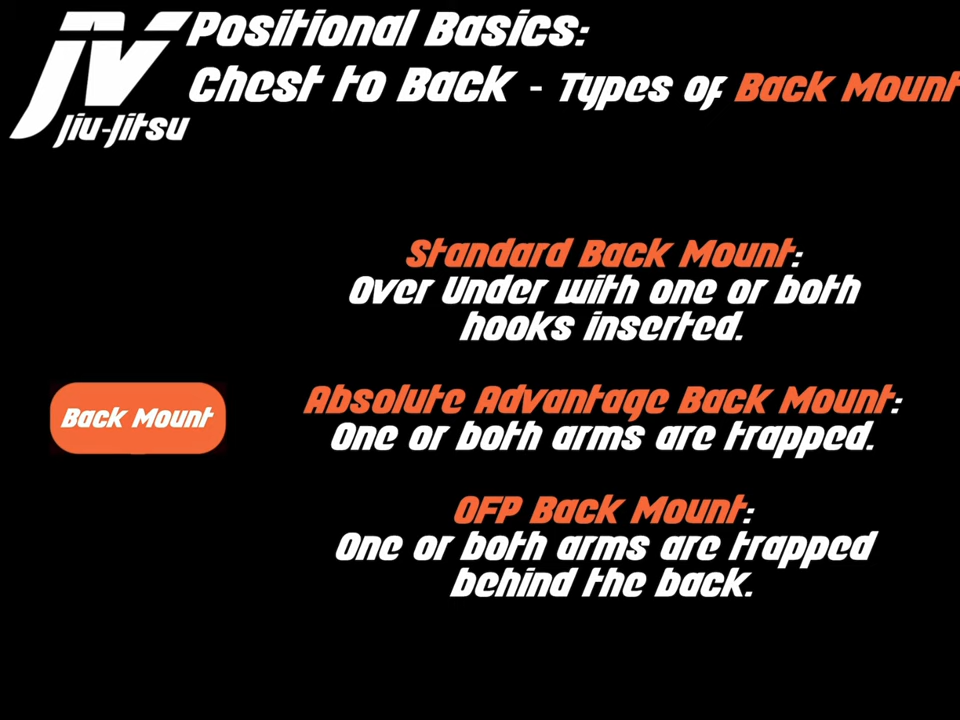 JV
Jiu-Jitsu
Positional Basics:
Chest to Back - Types of Back Mount
Standard Back Mount:
Over Under with one or both
hooks inserted.
Back Mount
Absolute Advantage Back Mount:
One or both arms are trapped.
OFP Back Mount:
One or both arms are trapped
behind the back.